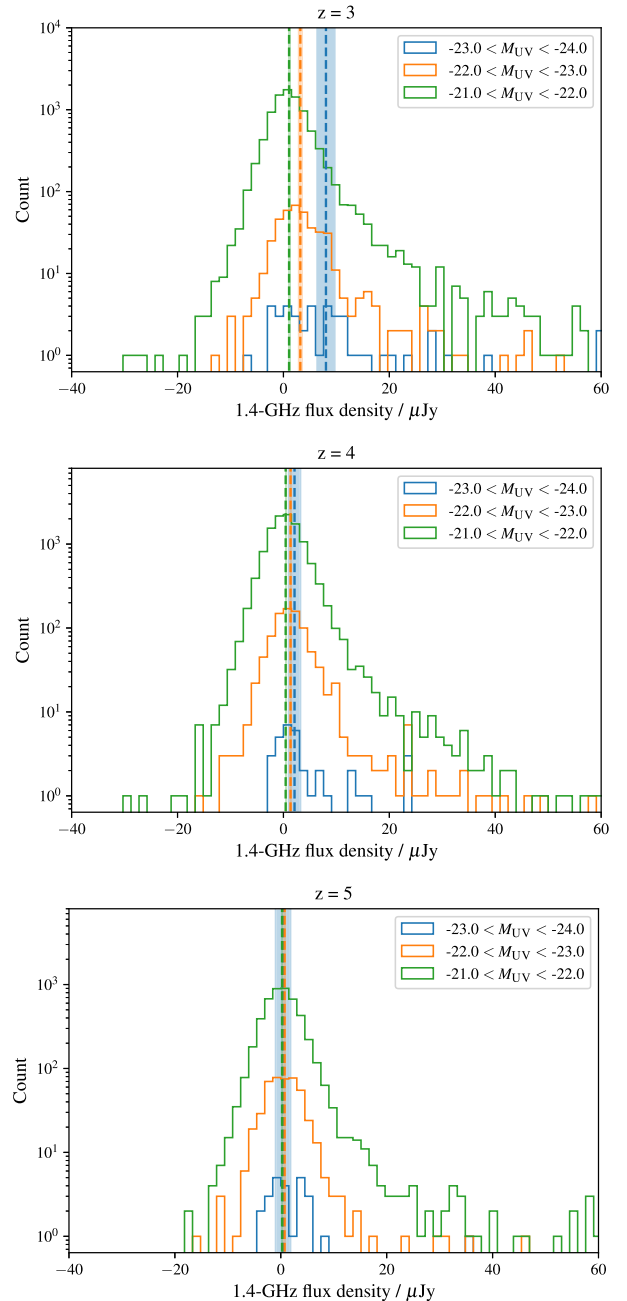 z = 3
10⁴
10³
10²
10¹
10⁰
Count
-23.0 < M_UV < -24.0
-22.0 < M_UV < -23.0
-21.0 < M_UV < -22.0
−40 −20 0 20 40 60
1.4-GHz flux density / μJy
z = 4
10³
10²
10¹
10⁰
Count
-23.0 < M_UV < -24.0
-22.0 < M_UV < -23.0
-21.0 < M_UV < -22.0
−40 −20 0 20 40 60
1.4-GHz flux density / μJy
z = 5
10³
10²
10¹
10⁰
Count
-23.0 < M_UV < -24.0
-22.0 < M_UV < -23.0
-21.0 < M_UV < -22.0
−40 −20 0 20 40 60
1.4-GHz flux density / μJy